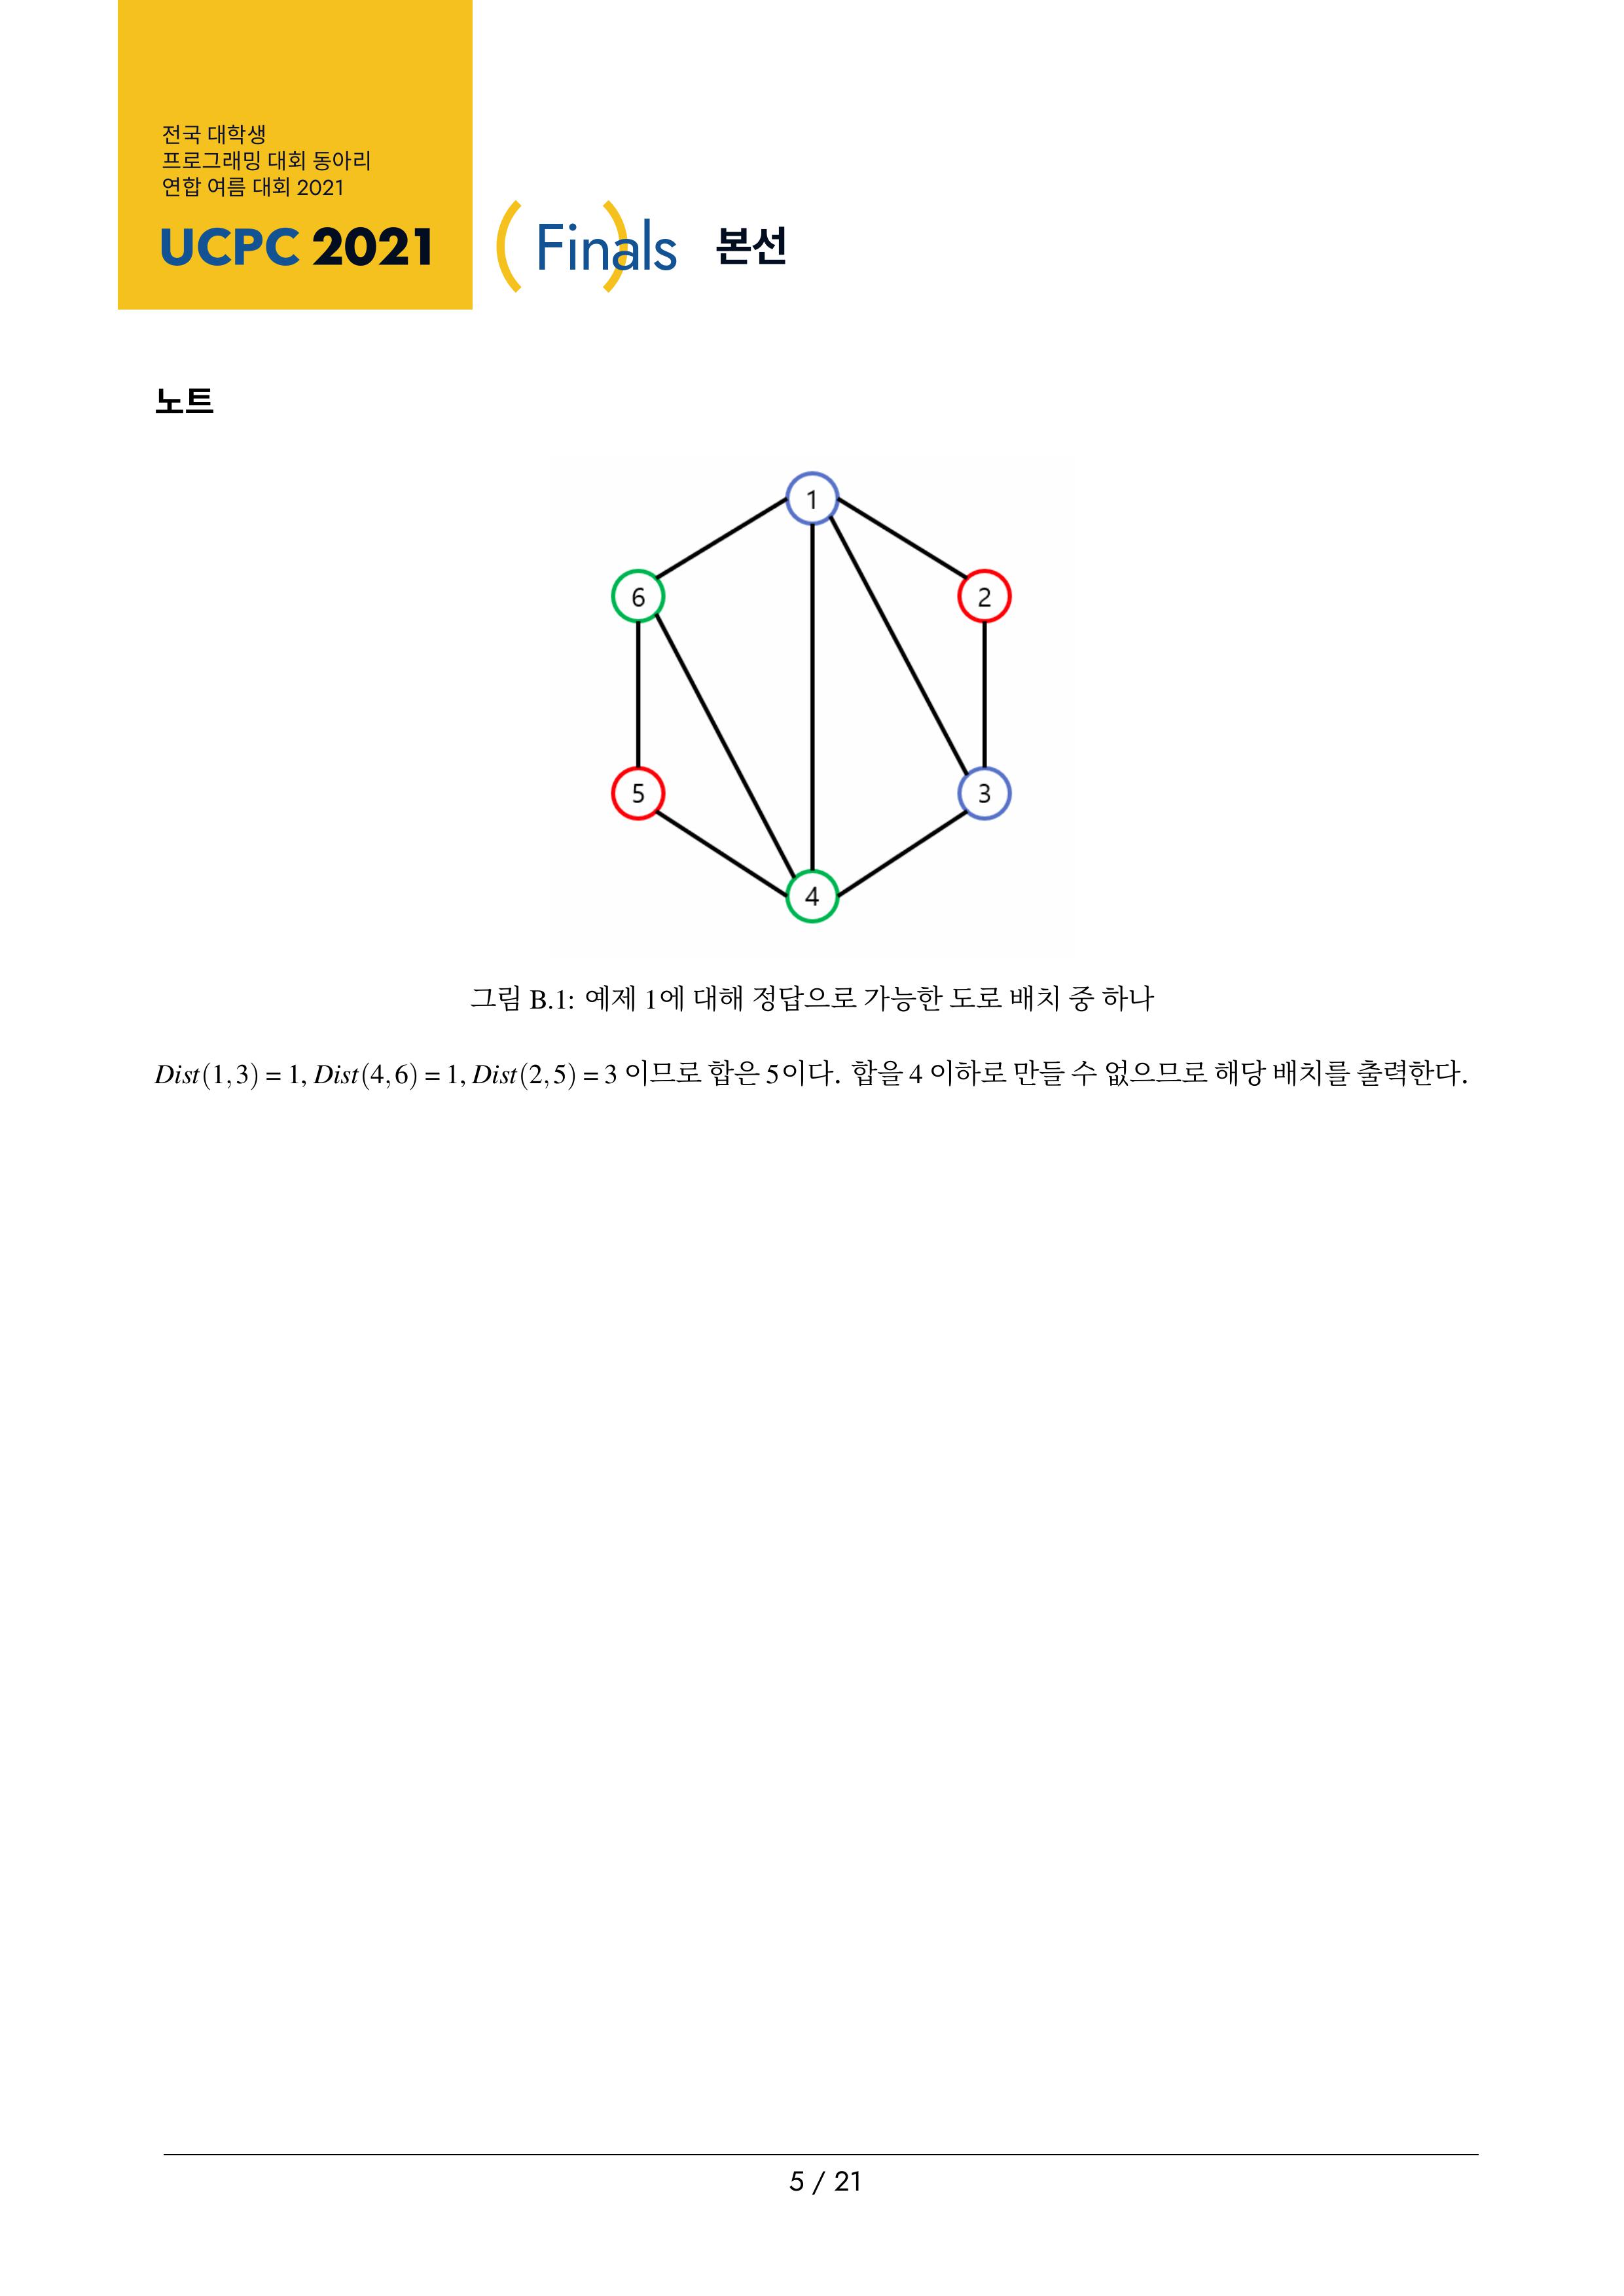 전국 대학생
프로그래밍 대회 동아리
연합 여름 대회 2021
UCPC 2021
Finals 본선
노트
1
6
2
5
3
4
그림 B.1: 예제 1에 대해 정답으로 가능한 도로 배치 중 하나
Dist(1,3) = 1, Dist(4,6) = 1, Dist(2,5) = 3 이므로 합은 5이다. 합을 4 이하로 만들 수 없으므로 해당 배치를 출력한다.
5 / 21